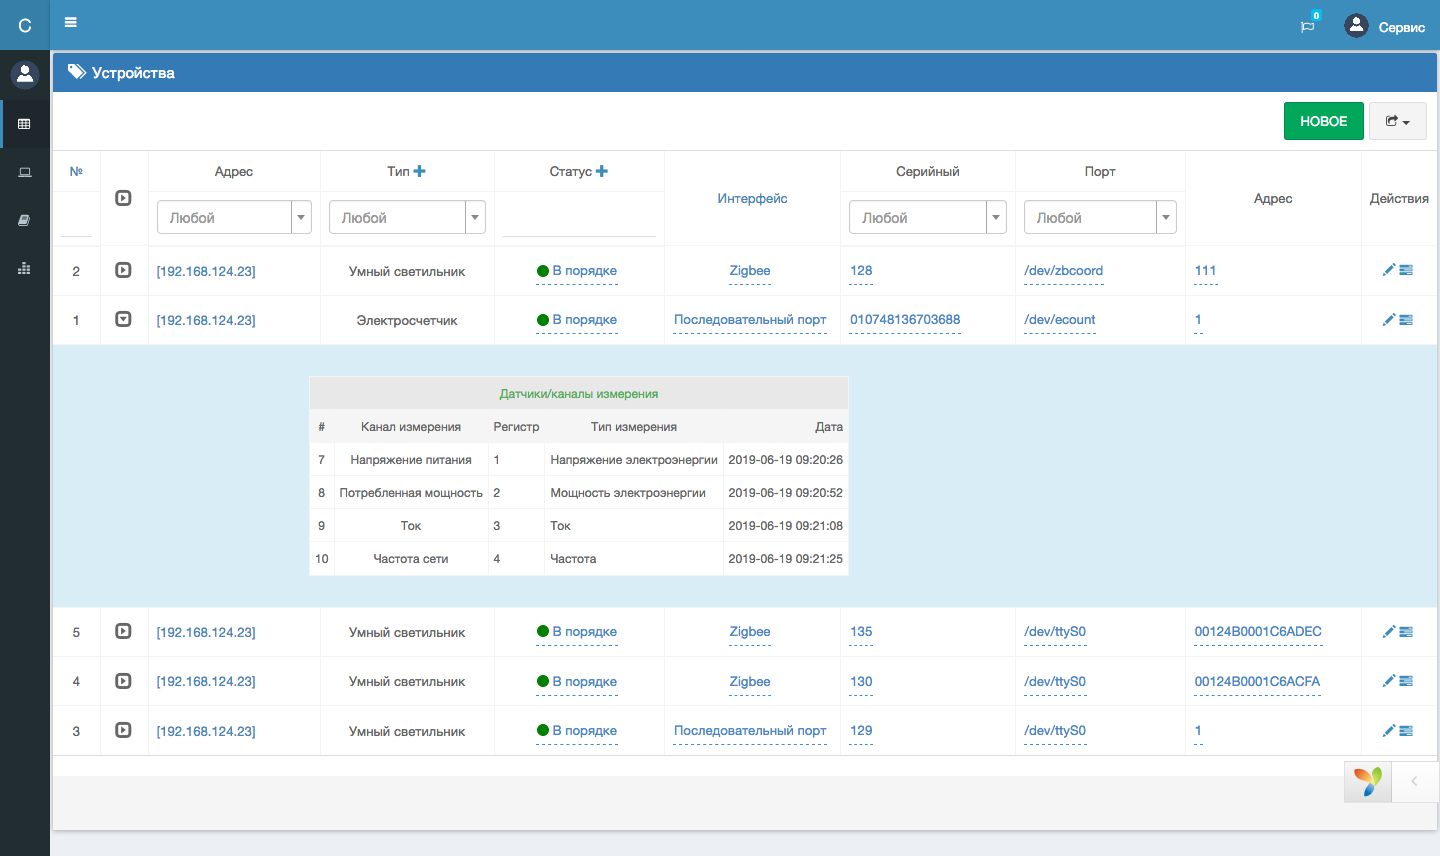 C
0
Сервис
Устройства
НОВОЕ
№ Адрес Тип Статус Интерфейс Серийный Порт Адрес Действия
Любой Любой Любой Любой
2 [192.168.124.23] Умный светильник В порядке Zigbee 128 /dev/zbcoord 111
1 [192.168.124.23] Электросчетчик В порядке Последовательный порт 010748136703688 /dev/ecount 1
Датчики/каналы измерения
# Канал измерения Регистр Тип измерения Дата
7 Напряжение питания 1 Напряжение электроэнергии 2019-06-19 09:20:26
8 Потребленная мощность 2 Мощность электроэнергии 2019-06-19 09:20:52
9 Ток 3 Ток 2019-06-19 09:21:08
10 Частота сети 4 Частота 2019-06-19 09:21:25
5 [192.168.124.23] Умный светильник В порядке Zigbee 135 /dev/ttyS0 00124B0001C6ADEC
4 [192.168.124.23] Умный светильник В порядке Zigbee 130 /dev/ttyS0 00124B0001C6ACFA
3 [192.168.124.23] Умный светильник В порядке Последовательный порт 129 /dev/ttyS0 1